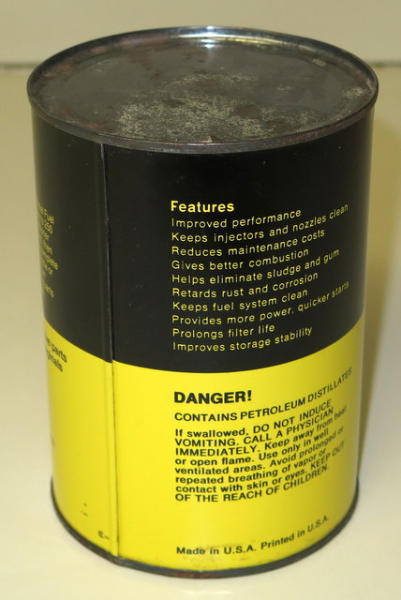 Features
Improved performance
Keeps injectors and nozzles clean
Reduces maintenance costs
Gives better combustion
Helps eliminate sludge and gum
Retards rust and corrosion
Keeps fuel system clean
Provides more power, quicker starts
Prolongs filter life
Improves storage stability
Fuel
parts
DANGER!
CONTAINS PETROLEUM DISTILLATES
If swallowed, DO NOT INDUCE
VOMITING. CALL A PHYSICIAN
IMMEDIATELY. Keep away from heat
or open flame. Use only in well
ventilated areas. Avoid prolonged or
repeated breathing of vapor or
contact with skin or eyes. KEEP OUT
OF THE REACH OF CHILDREN.
Made in U.S.A. Printed in U.S.A.